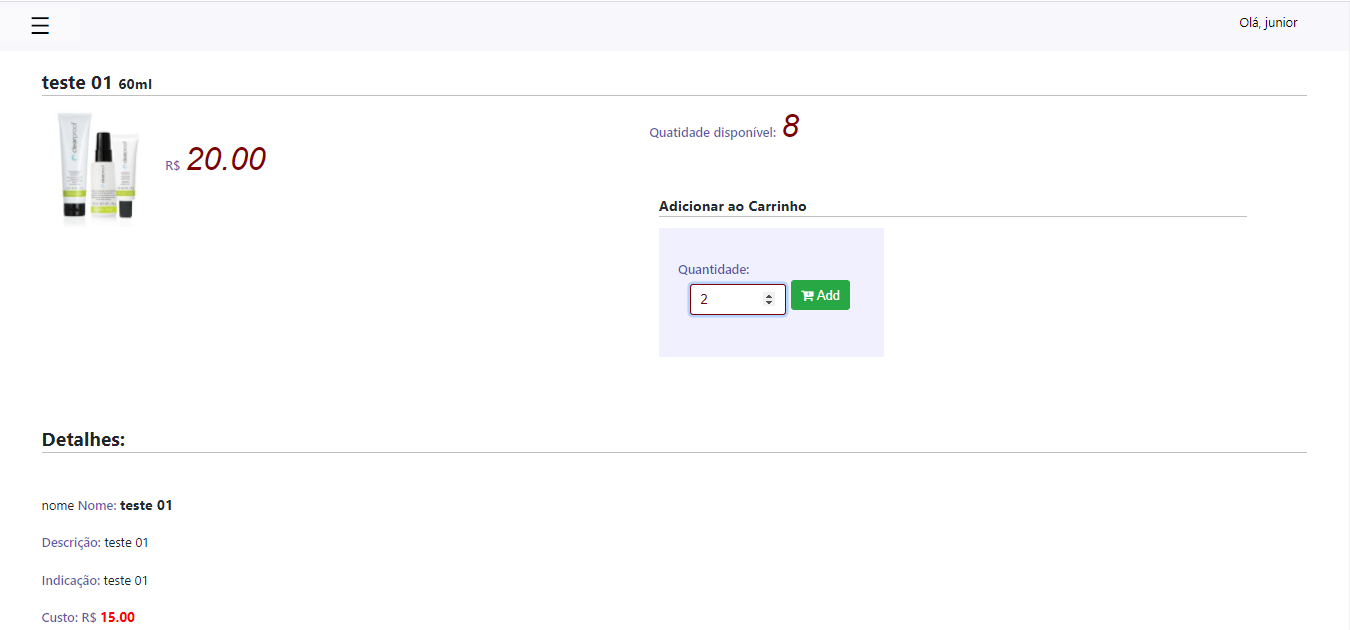 ☰
Olá, junior
teste 01 60ml
clearproof
R$ 20.00
Quatidade disponível: 8
Adicionar ao Carrinho
Quantidade:
2
Add
Detalhes:
nome Nome: teste 01
Descrição: teste 01
Indicação: teste 01
Custo: R$ 15.00